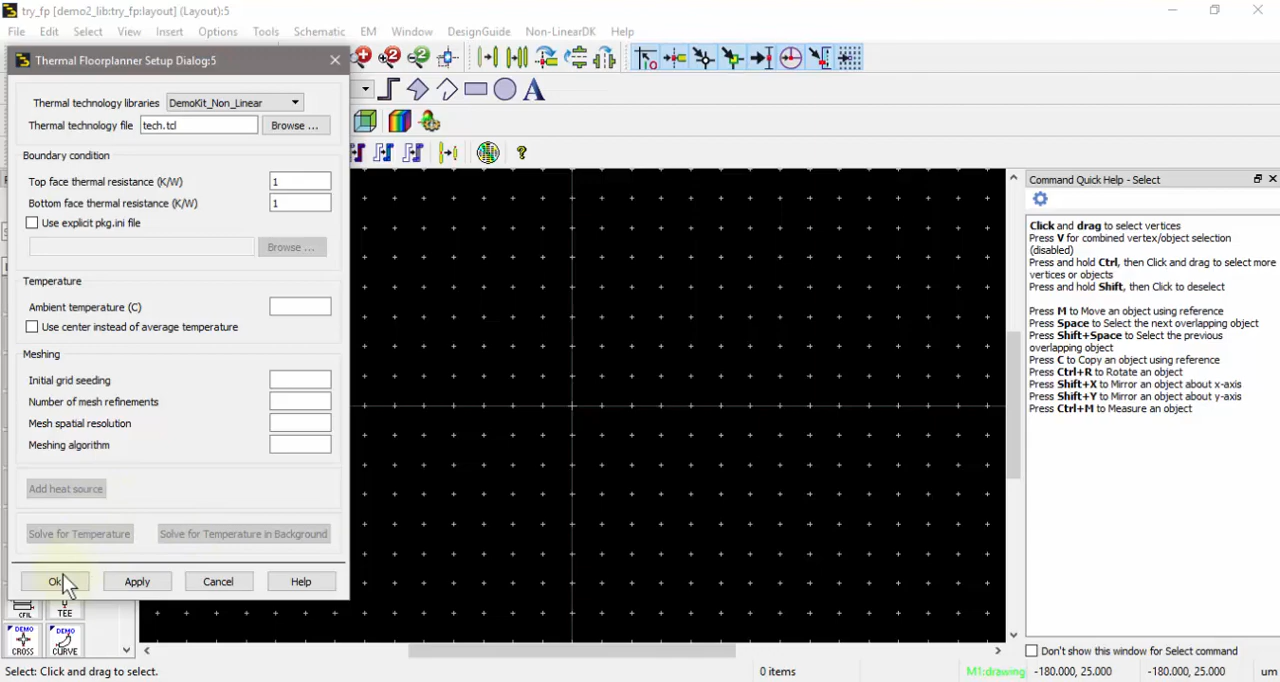 try_fp [demo2_lib:try_fp:layout] (Layout):5
File Edit Select View Insert Options Tools Schematic EM Window DesignGuide Non-LinearDK Help
Thermal Floorplanner Setup Dialog:5
Thermal technology libraries DemoKit_Non_Linear
Thermal technology file tech.tcl Browse ...
Boundary condition
Top face thermal resistance (K/W) 1
Bottom face thermal resistance (K/W) 1
Use explicit pkg.ini file
Browse ...
Temperature
Ambient temperature (C)
Use center instead of average temperature
Meshing
Initial grid seeding
Number of mesh refinements
Mesh spatial resolution
Meshing algorithm
Add heat source
Solve for Temperature Solve for Temperature in Background
Apply Cancel Help
CFIL TEE
DEMO DEMO
CROSS CURVE
Command Quick Help - Select
Click and drag to select vertices
Press V for combined vertex/object selection
(disabled)
Press and hold Ctrl, then Click and drag to select more
vertices or objects
Press and hold Shift, then Click to deselect
Press M to Move an object using reference
Press Space to Select the next overlapping object
Press Shift+Space to Select the previous
overlapping object
Press C to Copy an object using reference
Press Ctrl+R to Rotate an object
Press Shift+X to Mirror an object about x-axis
Press Shift+Y to Mirror an object about y-axis
Press Ctrl+M to Measure an object
Don't show this window for Select command
Select: Click and drag to select. 0 items M1:drawing -180.000, 25.000 -180.000, 25.000 um